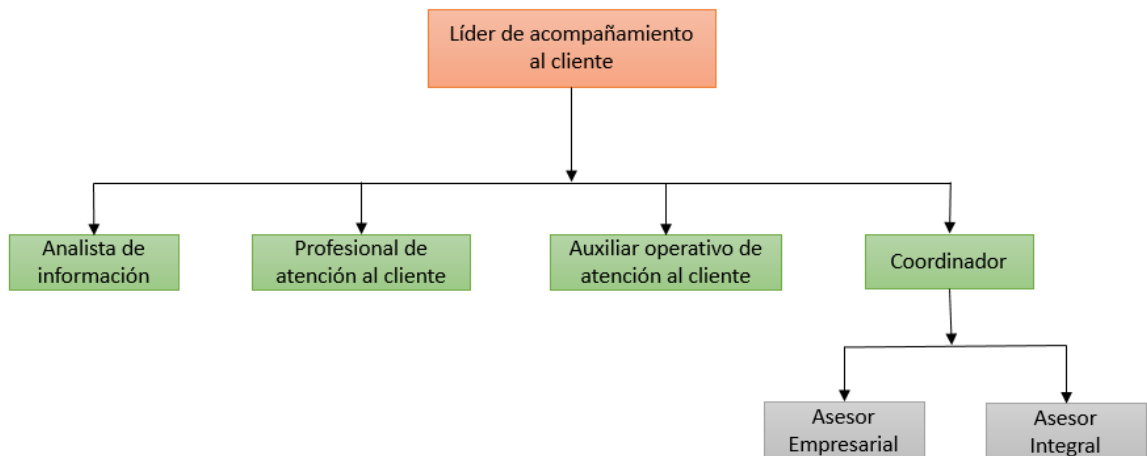 Líder de acompañamiento
al cliente
Analista de
información
Profesional de
atención al cliente
Auxiliar operativo de
atención al cliente
Coordinador
Asesor
Empresarial
Asesor
Integral